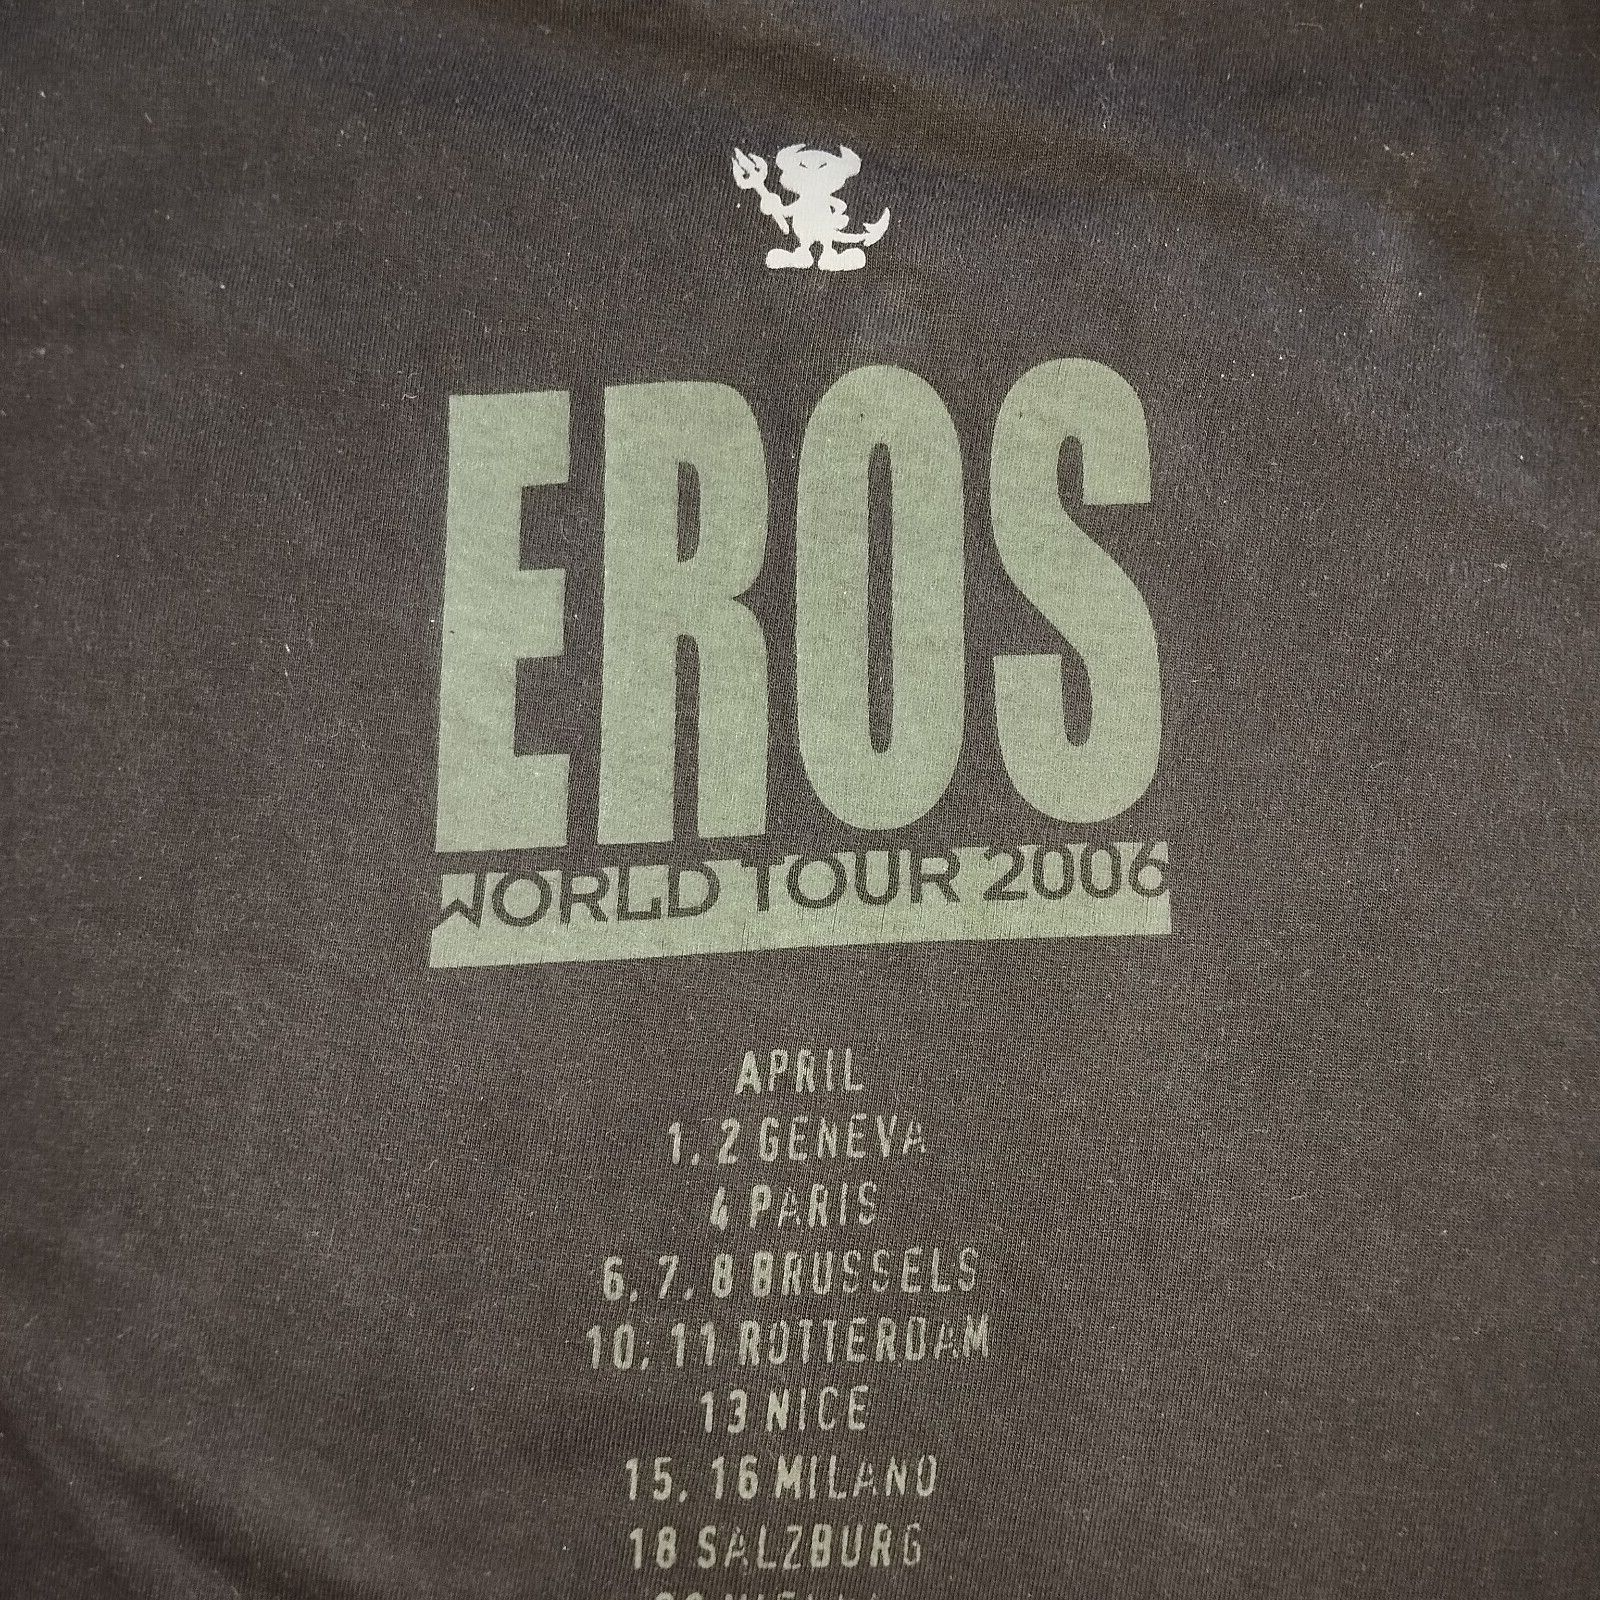 EROS
WORLD TOUR 2006
APRIL
1, 2 GENEVA
4 PARIS
6, 7, 8 BRUSSELS
10, 11 ROTTERDAM
13 NICE
15, 16 MILANO
18 SALZBURG